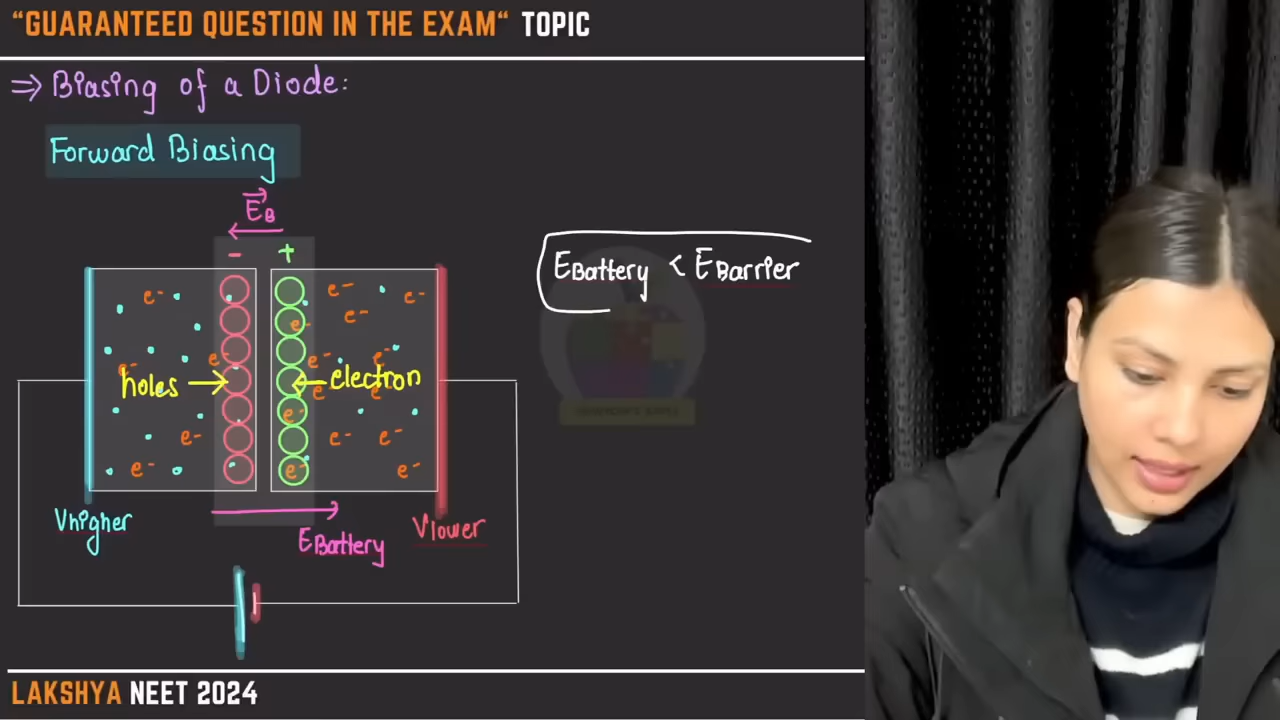 “GUARANTEED QUESTION IN THE EXAM“ TOPIC
⇒ Biasing of a Diode:
Forward Biasing
E⃗B
- +
e- e- e-
e- e-
e- e- e- e-
holes → ← electron
e- e-
e- e- e- e-
e- e- e-
EBattery < EBarrier
Vhigher
Vlower
EBattery
LAKSHYA NEET 2024